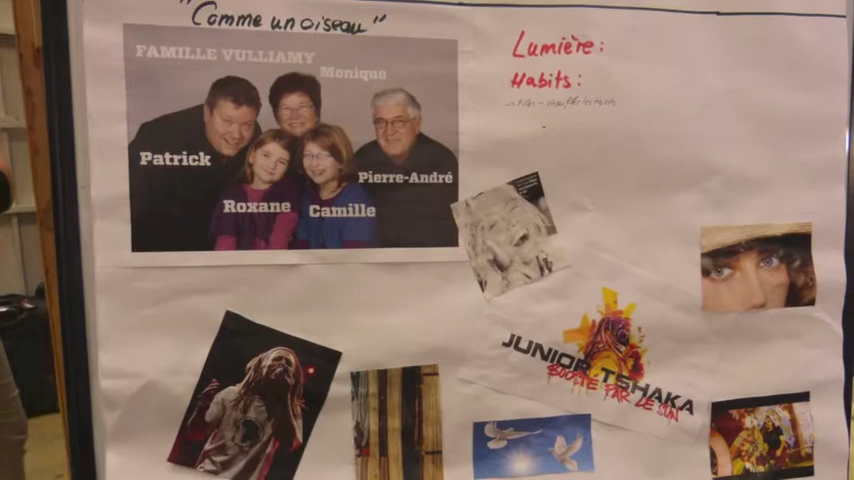 "Comme un oiseau"
FAMILLE VULLIAMY
Monique
Patrick
Pierre-André
Roxane
Camille
Lumière:
Habits:
JUNIOR TSHAKA
BOOSTÉ PAR LE SON